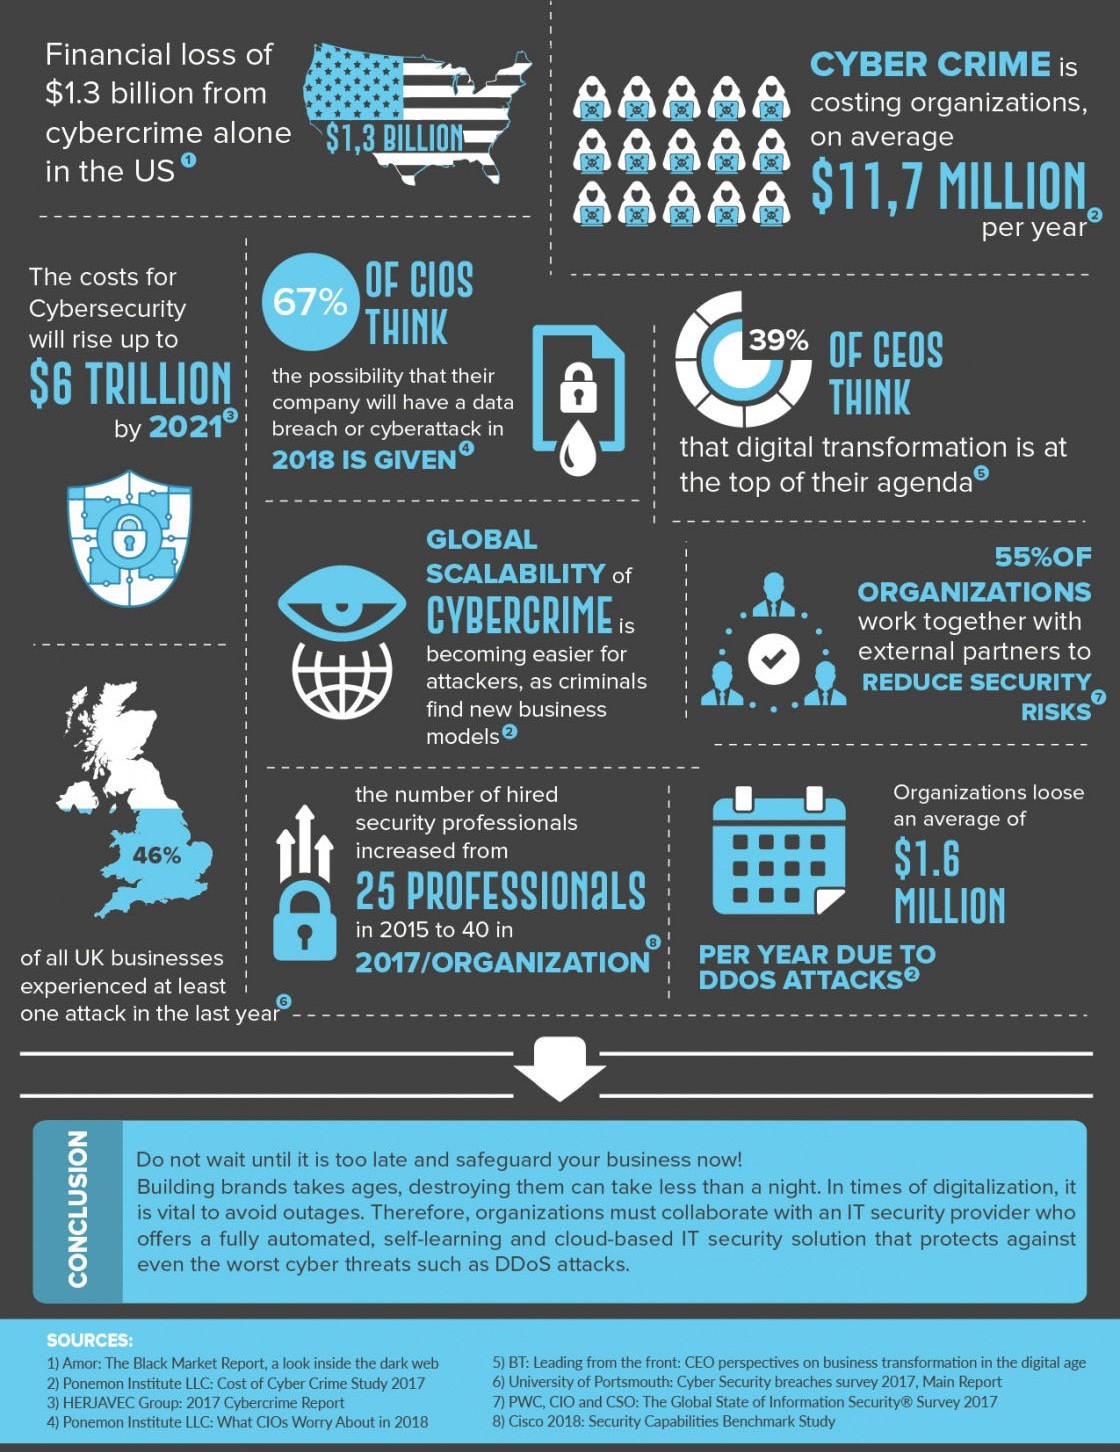 Financial loss of
$1.3 billion from
cybercrime alone
in the US 1
$1,3 BILLION
CYBER CRIME is
costing organizations,
on average
$11,7 MILLION 2
per year
The costs for
Cybersecurity
will rise up to
$6 TRILLION
by 2021 3
67% OF CIOS
THINK
the possibility that their
company will have a data
breach or cyberattack in
2018 IS GIVEN 4
39% OF CEOS
THINK
that digital transformation is at
the top of their agenda 5
GLOBAL
SCALABILITY of
CYBERCRIME is
becoming easier for
attackers, as criminals
find new business
models 2
55%OF
ORGANIZATIONS
work together with
external partners to
REDUCE SECURITY
RISKS 7
46%
of all UK businesses
experienced at least
one attack in the last year 6
the number of hired
security professionals
increased from
25 PROFESSIONaLS
in 2015 to 40 in
2017/ORGANIZATION 8
Organizations loose
an average of
$1.6
MILLION
PER YEAR DUE TO
DDOS ATTACKS 2
CONCLUSION
Do not wait until it is too late and safeguard your business now!
Building brands takes ages, destroying them can take less than a night. In times of digitalization, it
is vital to avoid outages. Therefore, organizations must collaborate with an IT security provider who
offers a fully automated, self-learning and cloud-based IT security solution that protects against
even the worst cyber threats such as DDoS attacks.
SOURCES:
1) Amor: The Black Market Report, a look inside the dark web
2) Ponemon Institute LLC: Cost of Cyber Crime Study 2017
3) HERJAVEC Group: 2017 Cybercrime Report
4) Ponemon Institute LLC: What CIOs Worry About in 2018
5) BT: Leading from the front: CEO perspectives on business transformation in the digital age
6) University of Portsmouth: Cyber Security breaches survey 2017, Main Report
7) PWC, CIO and CSO: The Global State of Information Security® Survey 2017
8) Cisco 2018: Security Capabilities Benchmark Study